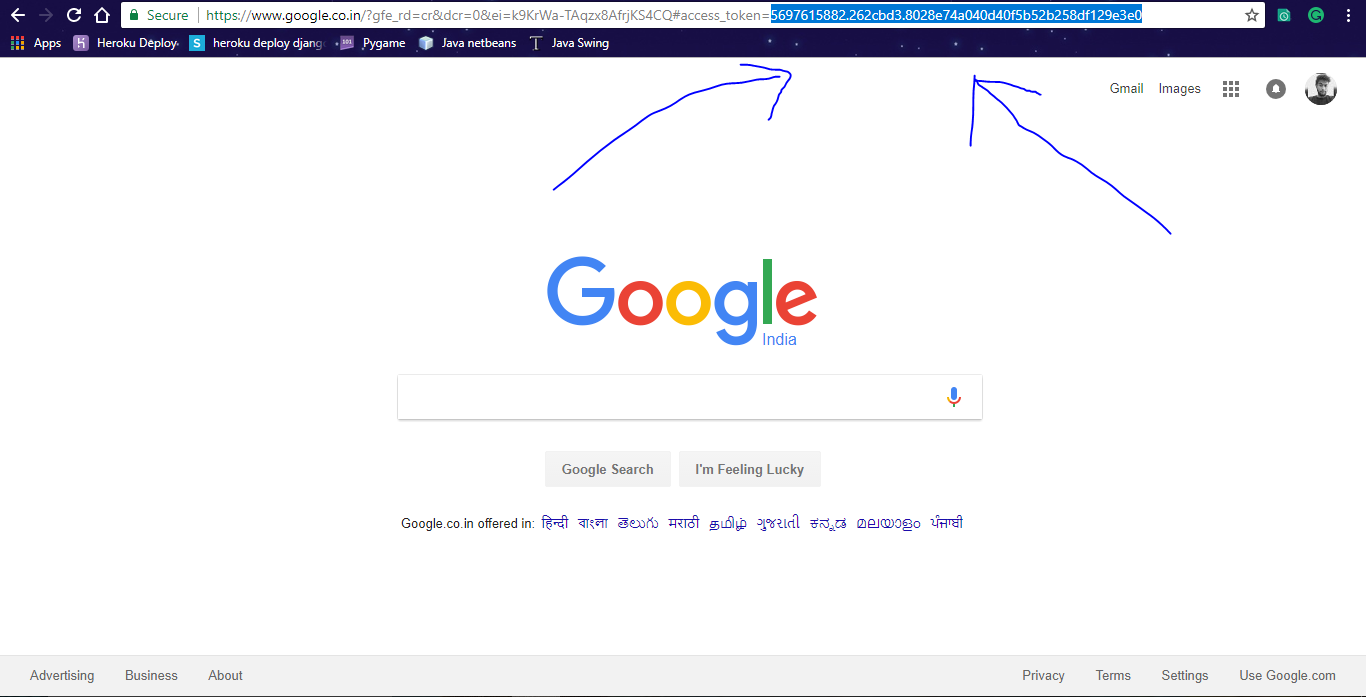 Secure https://www.google.co.in/?gfe_rd=cr&dcr=0&ei=k9KrWa-TAqzx8AfrjKS4CQ#access_token=5697615882.262cbd3.8028e74a040d40f5b52b258df129e3e0
Apps Heroku Deploy heroku deploy djang 101 Pygame Java netbeans Java Swing
Gmail Images
Google
India
Google Search I'm Feeling Lucky
Google.co.in offered in: हिन्दी বাংলা తెలుగు मराठी தமிழ் ગુજરાતી ಕನ್ನಡ മലയാളം ਪੰਜਾਬੀ
Advertising Business About Privacy Terms Settings Use Google.com